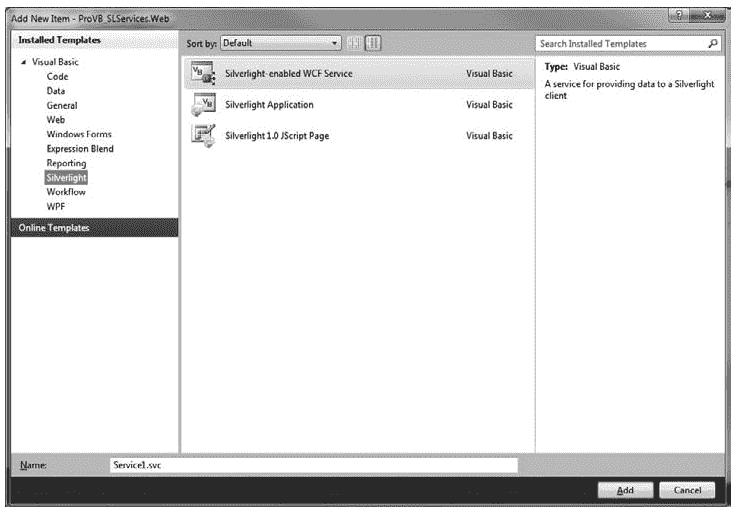 Add New Item - ProVB_SLServices.Web
Installed Templates
Visual Basic
Code
Data
General
Web
Windows Forms
Expression Blend
Reporting
Silverlight
Workflow
WPF
Online Templates
Sort by: Default
Silverlight-enabled WCF Service Visual Basic
Silverlight Application Visual Basic
Silverlight 1.0 JScript Page Visual Basic
Search Installed Templates
Type: Visual Basic
A service for providing data to a Silverlight
client
Name: Service1.svc
Add Cancel